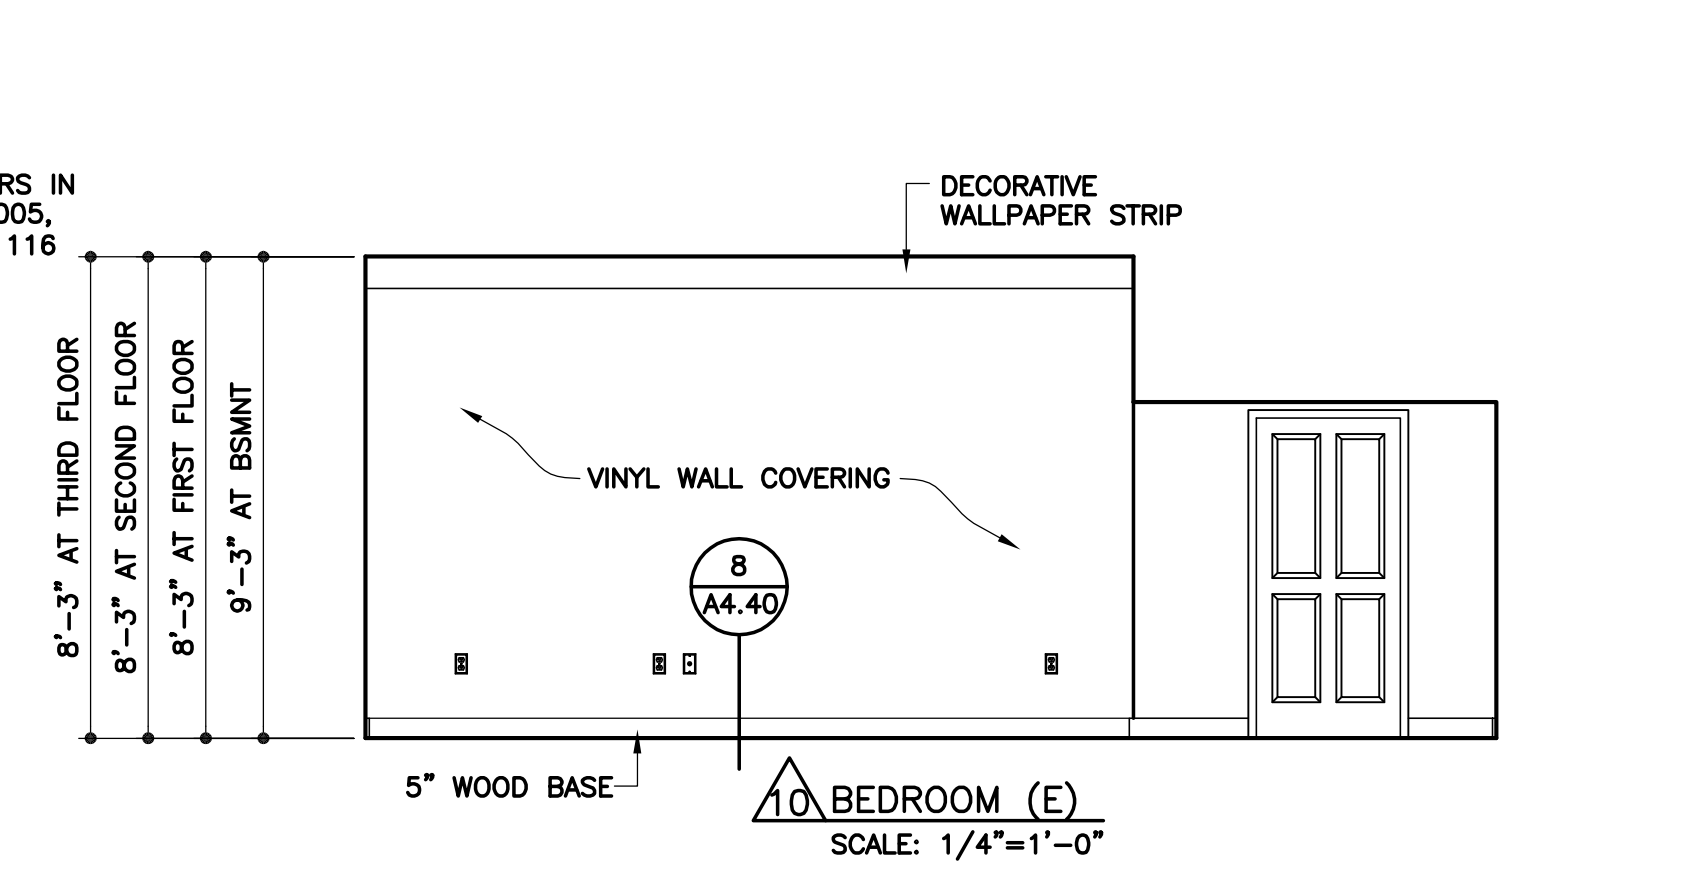 RS IN
005,
116
DECORATIVE
WALLPAPER STRIP
8'-3" AT THIRD FLOOR
8'-3" AT SECOND FLOOR
8'-3" AT FIRST FLOOR
9'-3" AT BSMNT
VINYL WALL COVERING
8
A4.40
5" WOOD BASE
10 BEDROOM (E)
SCALE: 1/4"=1'-0"